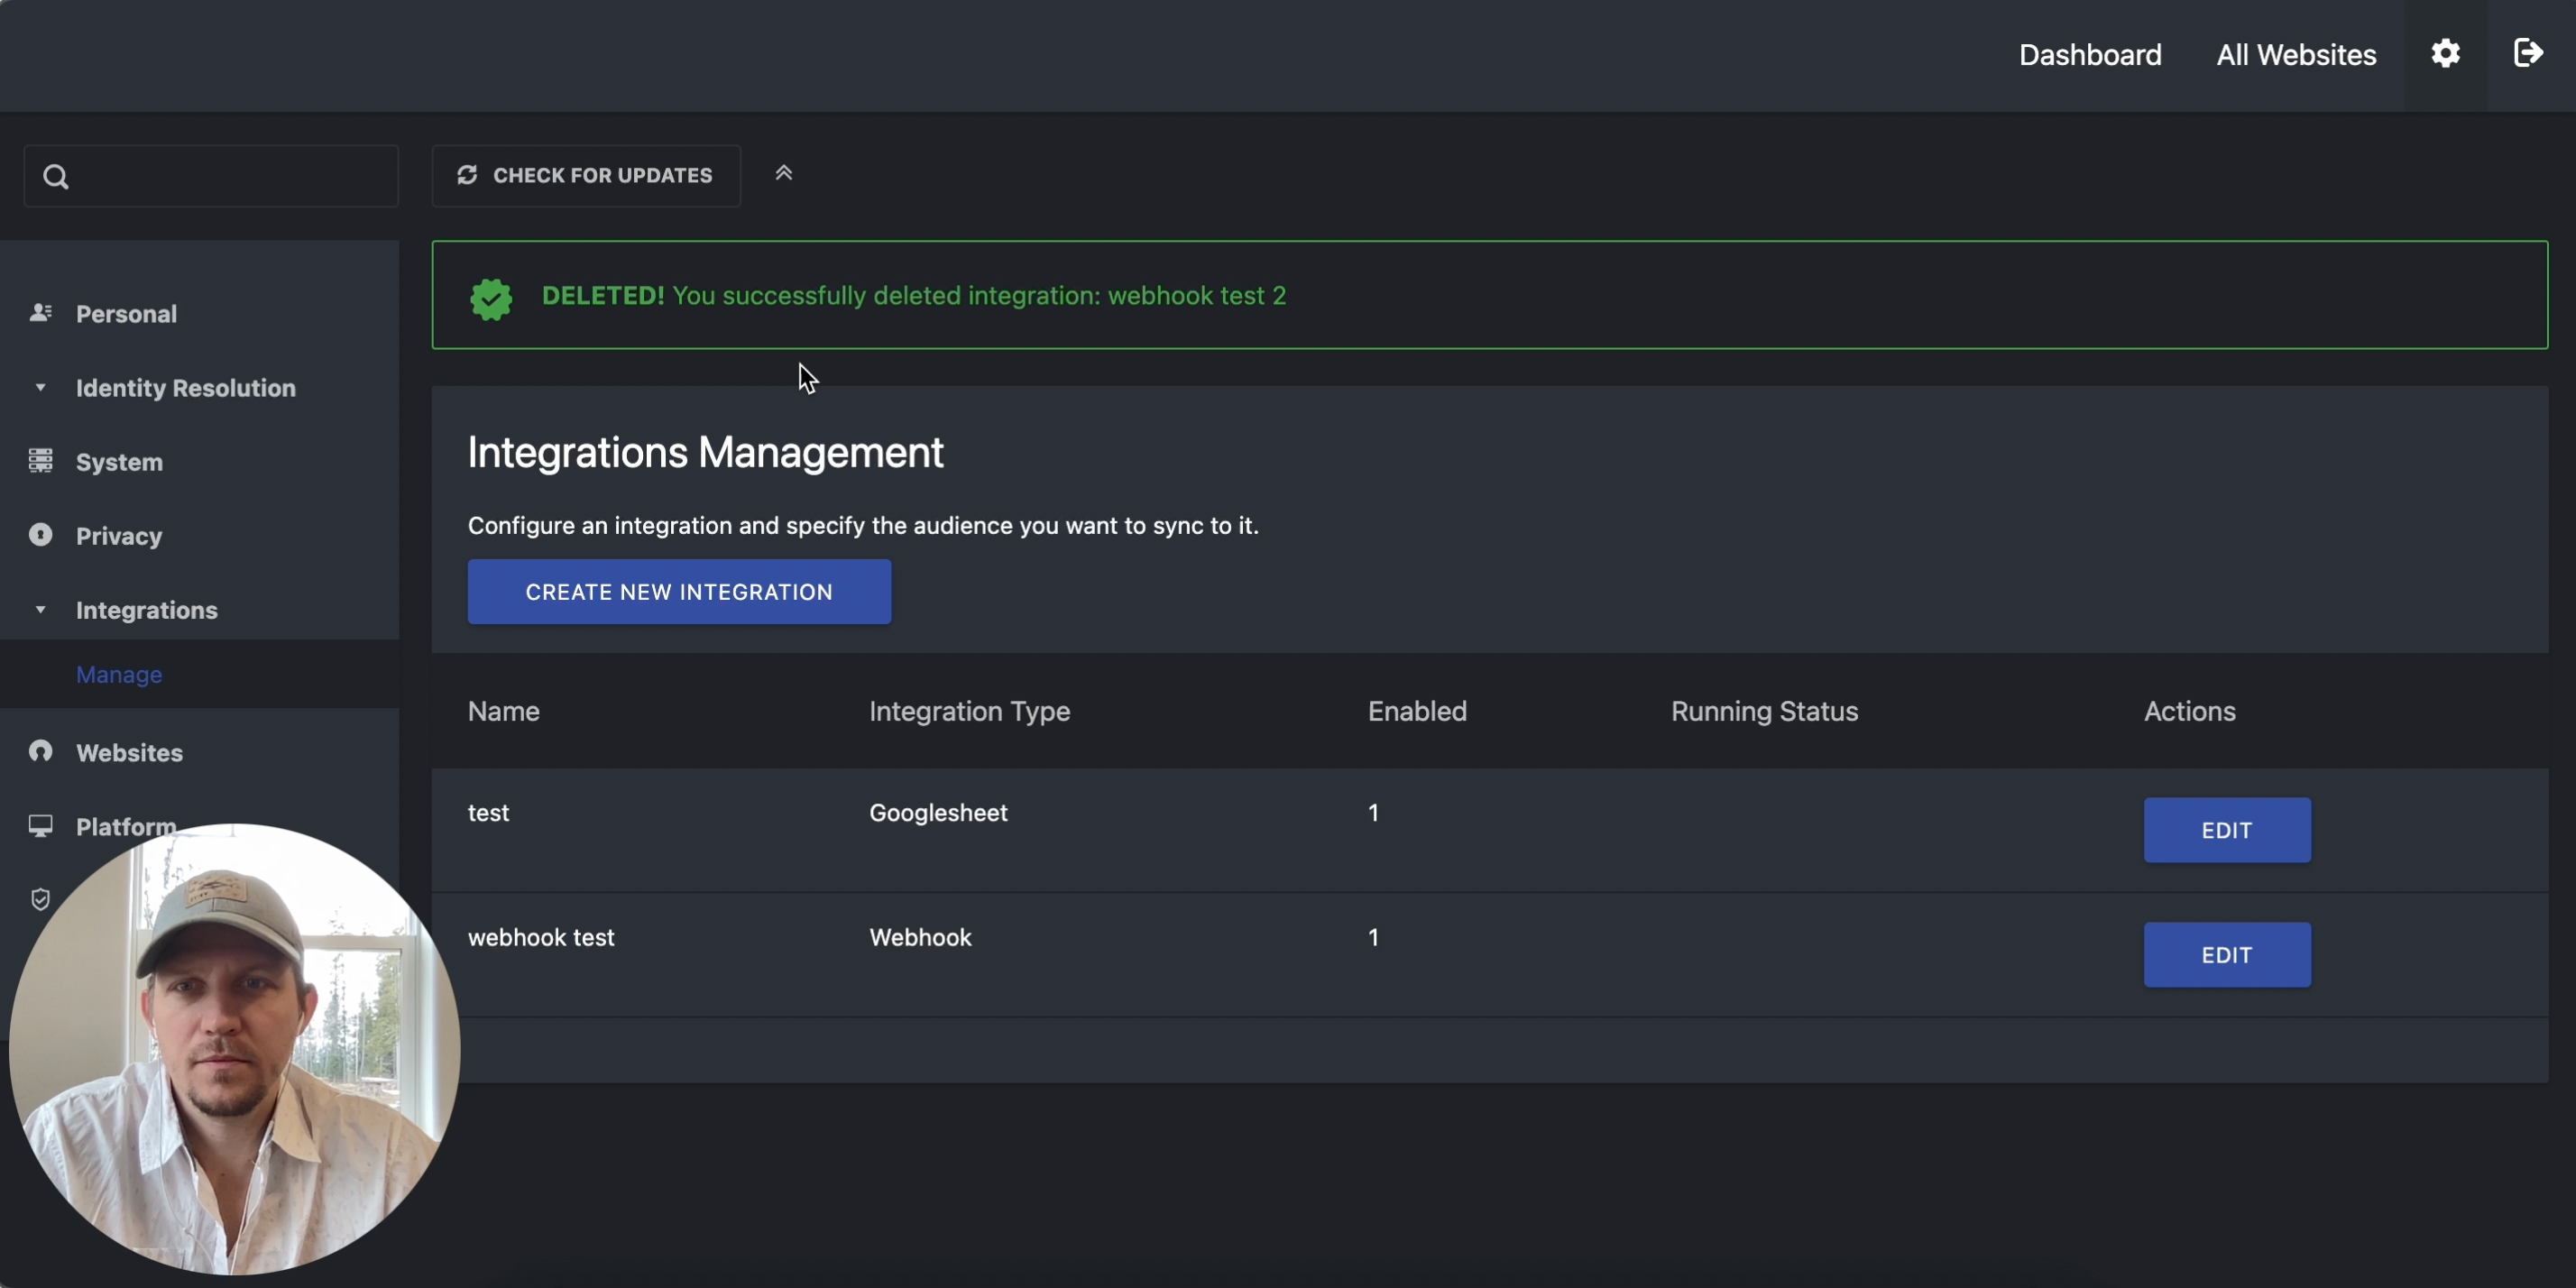 Dashboard
All Websites
CHECK FOR UPDATES
DELETED! You successfully deleted integration: webhook test 2
Personal
Identity Resolution
System
Privacy
Integrations
Manage
Websites
Platform
Integrations Management
Configure an integration and specify the audience you want to sync to it.
CREATE NEW INTEGRATION
Name Integration Type Enabled Running Status Actions
test Googlesheet 1 EDIT
webhook test Webhook 1 EDIT